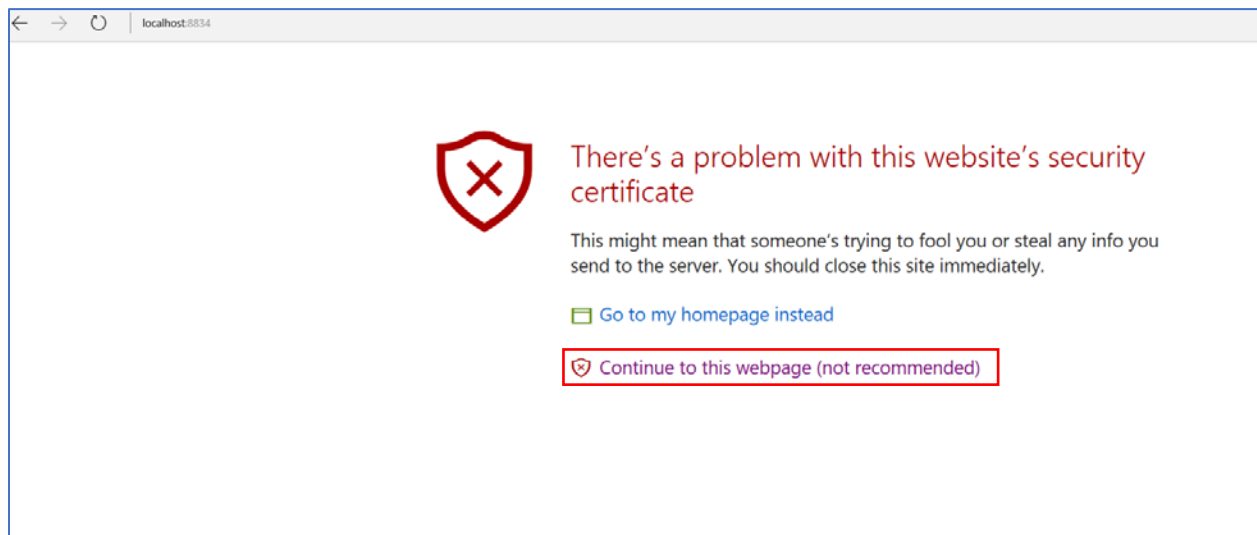 localhost:8834
There's a problem with this website's security
certificate
This might mean that someone's trying to fool you or steal any info you
send to the server. You should close this site immediately.
Go to my homepage instead
Continue to this webpage (not recommended)